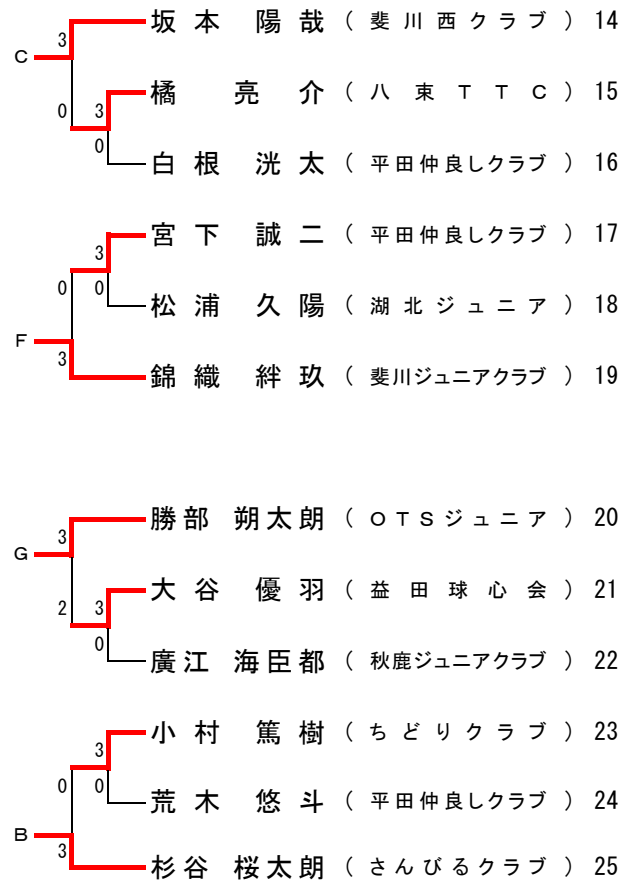 3 坂本 陽哉 (斐川西クラブ) 14
C
0 3 橘 亮介 (八束TTC) 15
0 白根 洸太 (平田仲良しクラブ) 16
3 宮下 誠二 (平田仲良しクラブ) 17
0 0 松浦 久陽 (湖北ジュニア) 18
F
3 錦織 絆玖 (斐川ジュニアクラブ) 19
3 勝部 朔太朗 (OTSジュニア) 20
G
2 3 大谷 優羽 (益田球心会) 21
0 廣江 海臣都 (秋鹿ジュニアクラブ) 22
3 小村 篤樹 (ちどりクラブ) 23
0 0 荒木 悠斗 (平田仲良しクラブ) 24
B
3 杉谷 桜太朗 (さんびるクラブ) 25